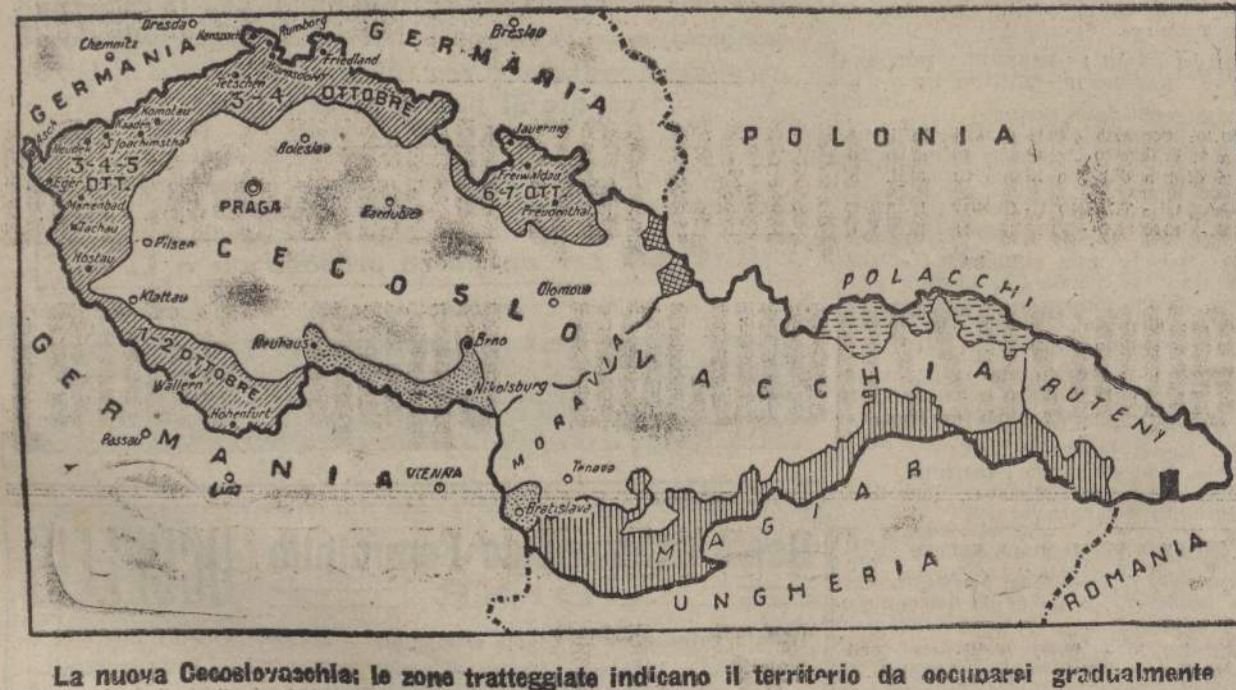 Dresda
Rumborg
Breslau
Chemnitz
GERMANIA
GERMANIA
Friedland
Tetschen
3-4 OTTOBRE
Komotau
Kaaden
Joachimsthal
Asch
3-4-5
OTT.
Eger
Marienbad
Tachau
Hostau
Boleslav
PRAGA
Pilsen
Klattau
Jauernig
Freiwaldau
6-7 OTT.
Freudenthal
POLONIA
CECOSLOVACCHIA
Olomouc
POLACCHI
RUTENI
1-2 OTTOBRE
Wallern
Hohenfurt
Neuhaus
Brno
Nikolsburg
MORAVIA
GERMANIA
Passau
Linz
VIENNA
Bratislava
MAGIARI
UNGHERIA
ROMANIA
La nuova Cecoslovacchia: le zone tratteggiate indicano il territorio da occuparsi gradualmente